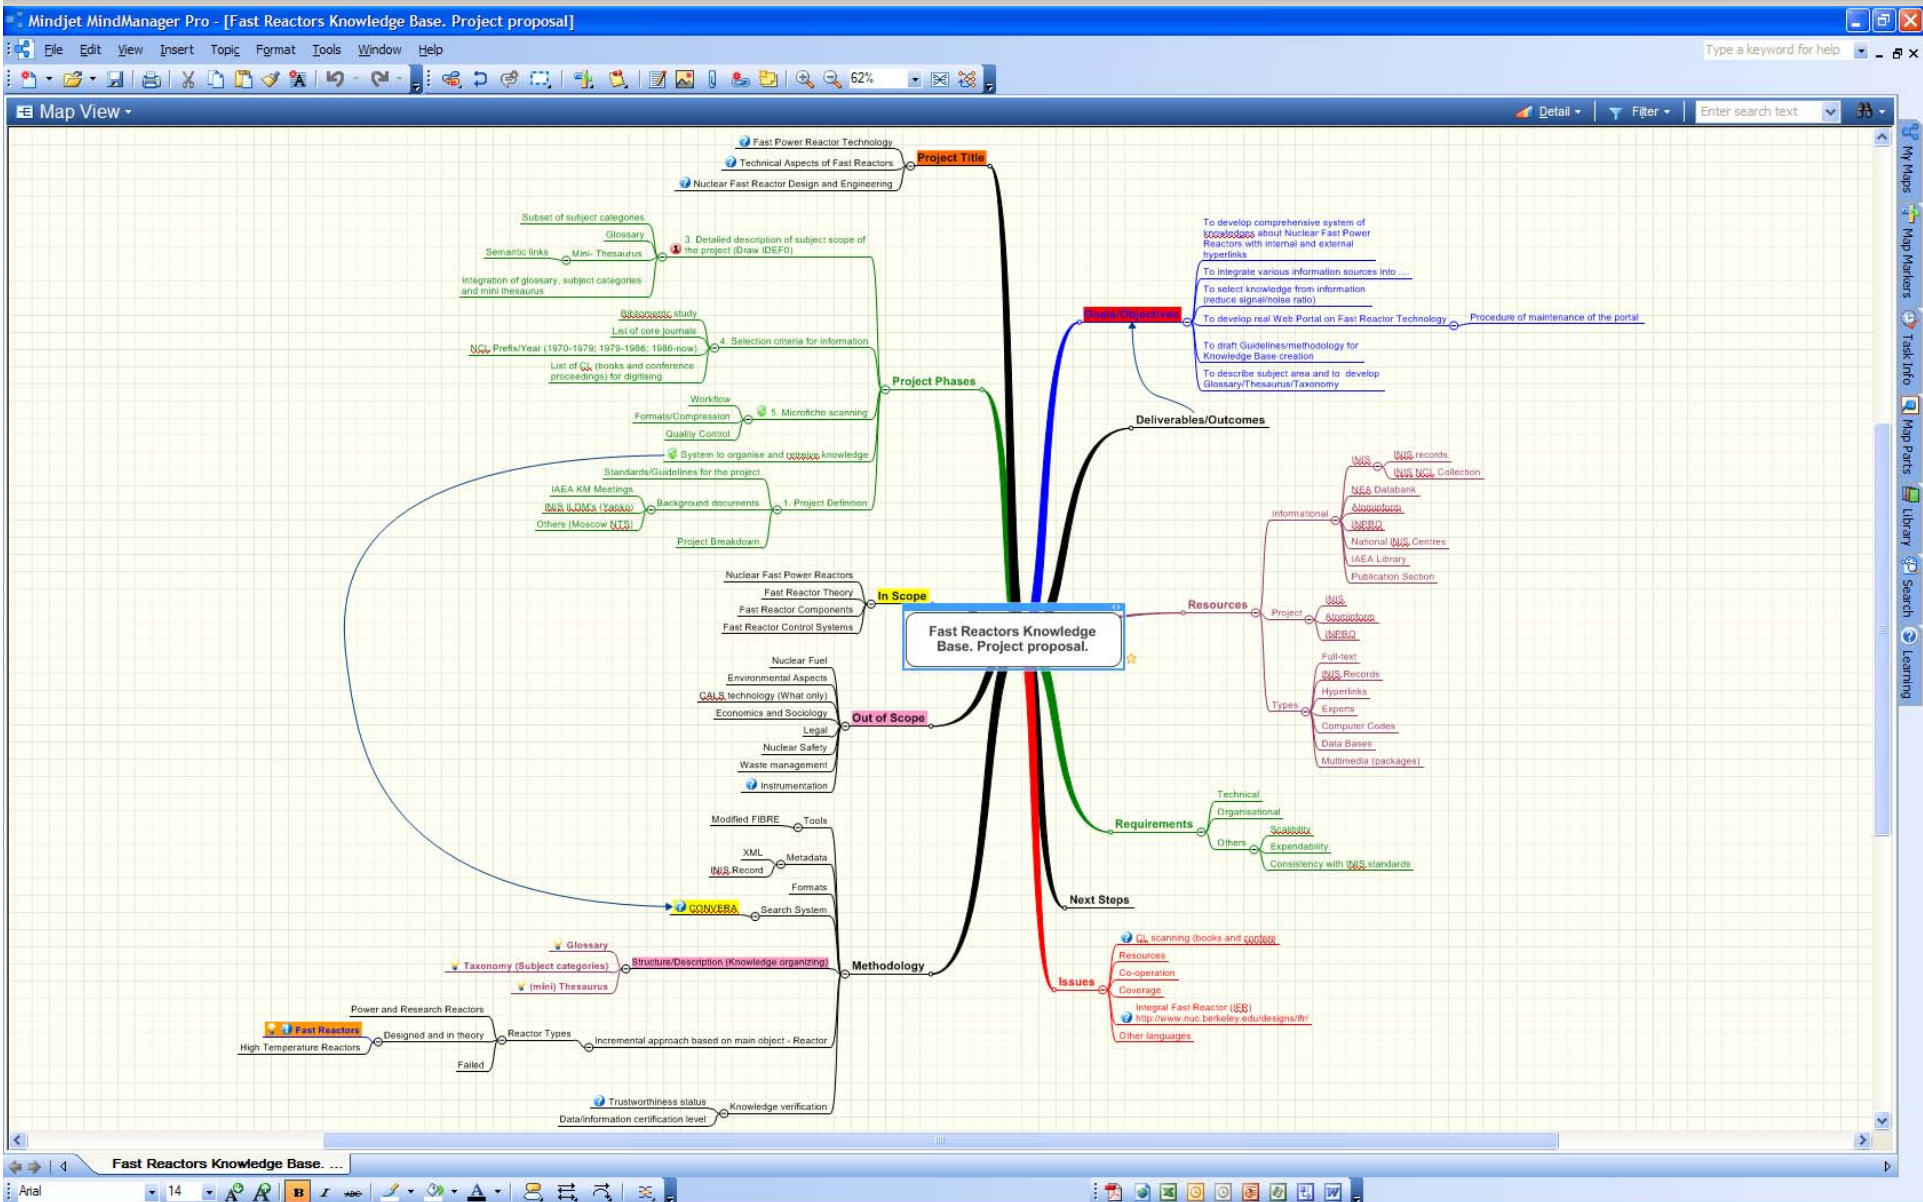 Mindjet MindManager Pro - [Fast Reactors Knowledge Base. Project proposal]
File Edit View Insert Topic Format Tools Window Help
Type a keyword for help
62%
Map View
Detail
Filter
Enter search text
My Maps
Map Markers
Task Info
Map Parts
Library
Search
Learning
Fast Reactors Knowledge
Base. Project proposal.
Project Title
Fast Power Reactor Technology
Technical Aspects of Fast Reactors
Nuclear Fast Reactor Design and Engineering
Project Phases
3. Detailed description of subject scope of
the project (Draw IDEF0)
1
Subset of subject categories
Glossary
Mini- Thesaurus
Semantic links
Integration of glossary, subject categories
and mini thesaurus
4. Selection criteria for information
Bibliometric study
List of core journals
NCL Prefix/Year (1970-1979; 1979-1986; 1986-now)
List of CL (books and conference
proceedings) for digitising
5. Microfiche scanning
Workflow
Formats/Compression
Quality Control
System to organise and retreive knowledge
1. Project Definition
Standards/Guidelines for the project
Background documents
IAEA KM Meetings
INIS ILOM's (Yanko)
Others (Moscow NTS)
Project Breakdown
In Scope
Nuclear Fast Power Reactors
Fast Reactor Theory
Fast Reactor Components
Fast Reactor Control Systems
Out of Scope
Nuclear Fuel
Environmental Aspects
CALS technology (What only)
Economics and Sociology
Legal
Nuclear Safety
Waste management
Instrumentation
Methodology
Tools
Modified FIBRE
Metadata
XML
INIS Record
Formats
Search System
CONVERA
Structure/Description (Knowledge organizing)
Glossary
Taxonomy (Subject categories)
(mini) Thesaurus
Incremental approach based on main object - Reactor
Reactor Types
Power and Research Reactors
Designed and in theory
Fast Reactors
High Temperature Reactors
Failed
Knowledge verification
Trustworthiness status
Data/information certification level
Goals/Objectives
To develop comprehensive system of
knowledges about Nuclear Fast Power
Reactors with internal and external
hyperlinks
To integrate various information sources into ....
To select knowledge from information
(reduce signal/noise ratio)
To develop real Web Portal on Fast Reactor Technology
Procedure of maintenance of the portal
To draft Guidelines/methodology for
Knowledge Base creation
To describe subject area and to develop
Glossary/Thesaurus/Taxonomy
Deliverables/Outcomes
Resources
Informational
INIS
INIS records
INIS NCL Collection
NEA Databank
Atominform
INPRO
National INIS Centres
IAEA Library
Publication Section
Project
INIS
Atominform
INPRO
Types
Full-text
INIS Records
Hyperlinks
Experts
Computer Codes
Data Bases
Multimedia (packages)
Requirements
Technical
Organisational
Others
Scalibility
Expendability
Consistency with INIS standards
Next Steps
Issues
CL scanning (books and confere
Resources
Co-operation
Coverage
Integral Fast Reactor (IFR)
http://www.nuc.berkeley.edu/designs/ifr/
Other languages
Fast Reactors Knowledge Base. ...
Arial
14
B I abc A